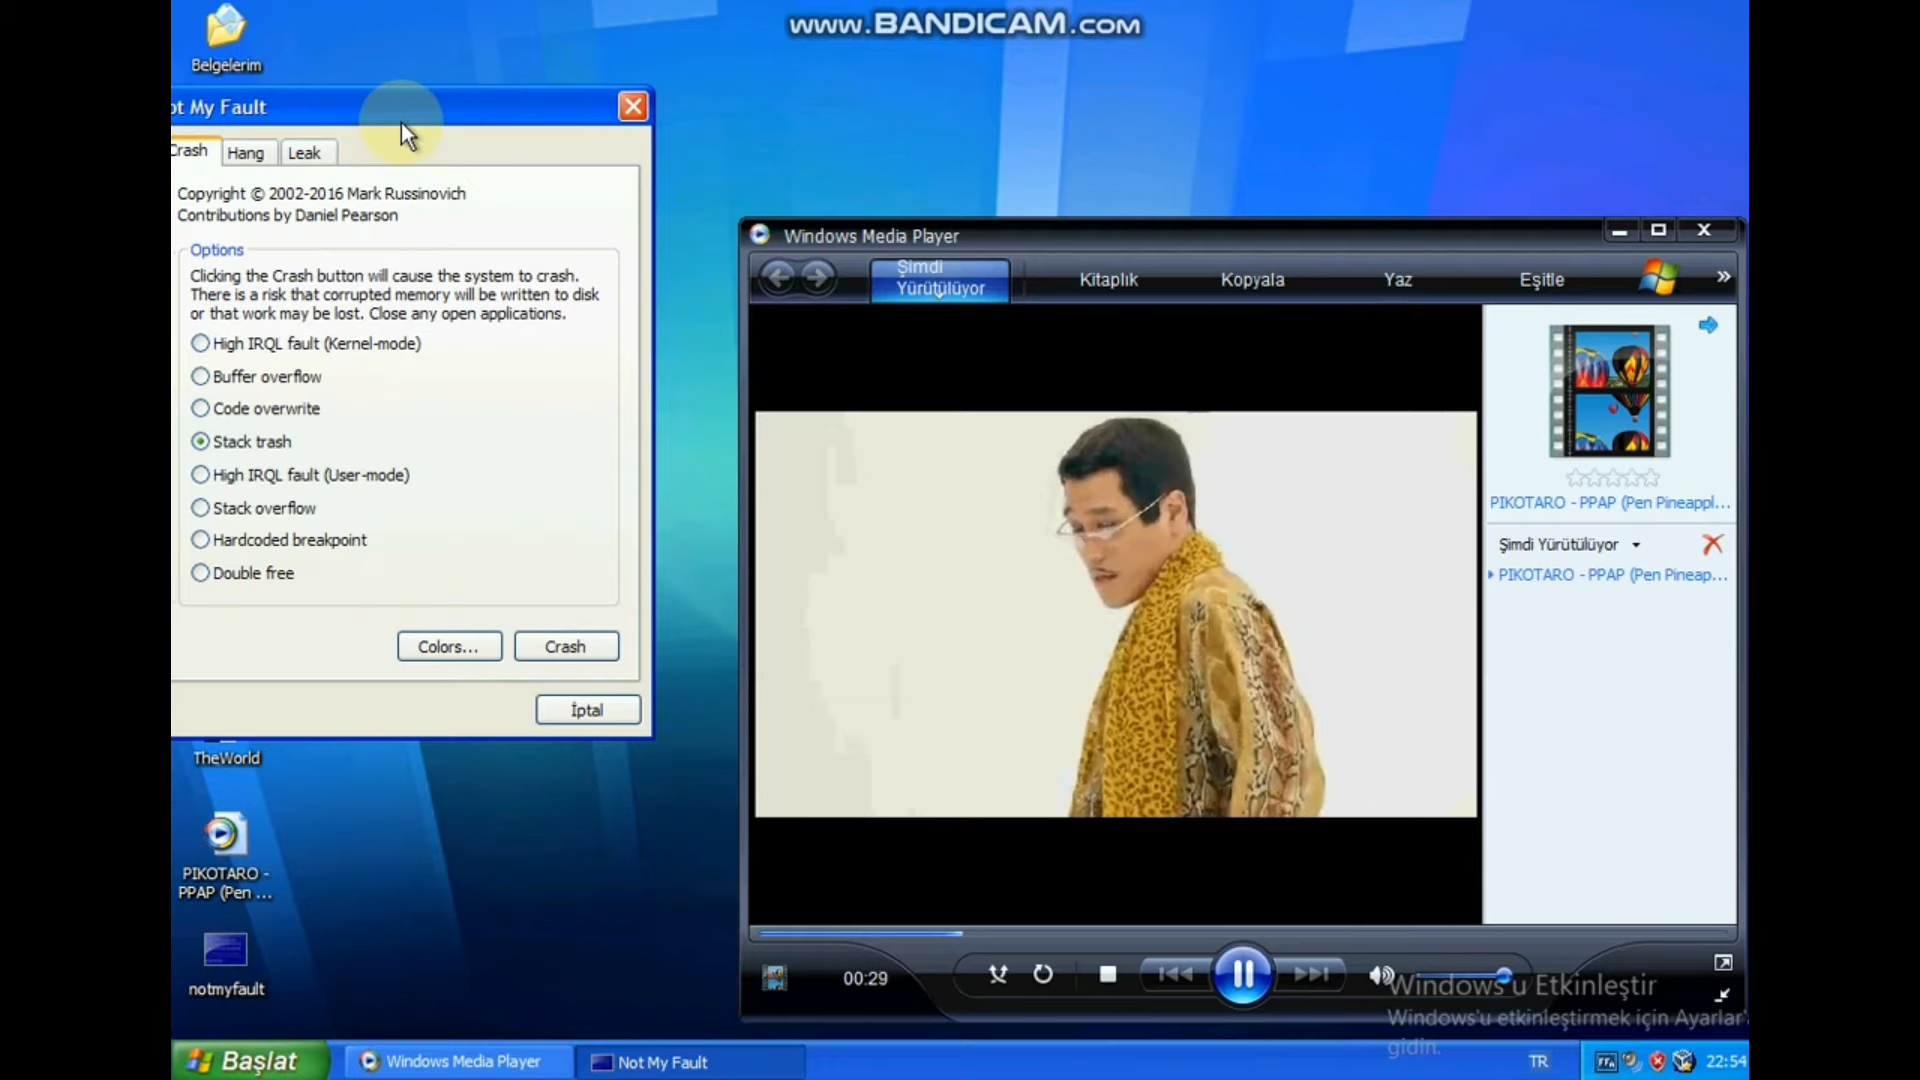 www.BANDICAM.com
Belgelerim
ot My Fault
Crash
Hang
Leak
Copyright © 2002-2016 Mark Russinovich
Contributions by Daniel Pearson
Options
Clicking the Crash button will cause the system to crash.
There is a risk that corrupted memory will be written to disk
or that work may be lost. Close any open applications.
High IRQL fault (Kernel-mode)
Buffer overflow
Code overwrite
Stack trash
High IRQL fault (User-mode)
Stack overflow
Hardcoded breakpoint
Double free
Colors...
Crash
İptal
Windows Media Player
Şimdi
Yürütülüyor
Kitaplık
Kopyala
Yaz
Eşitle
»
PIKOTARO - PPAP (Pen Pineappl...
Şimdi Yürütülüyor
PIKOTARO - PPAP (Pen Pineap...
00:29
TheWorld
PIKOTARO -
PPAP (Pen ...
notmyfault
Windows'u Etkinleştir
Windows'u etkinleştirmek için Ayarlar'
gidin.
Başlat
Windows Media Player
Not My Fault
TR
22:54